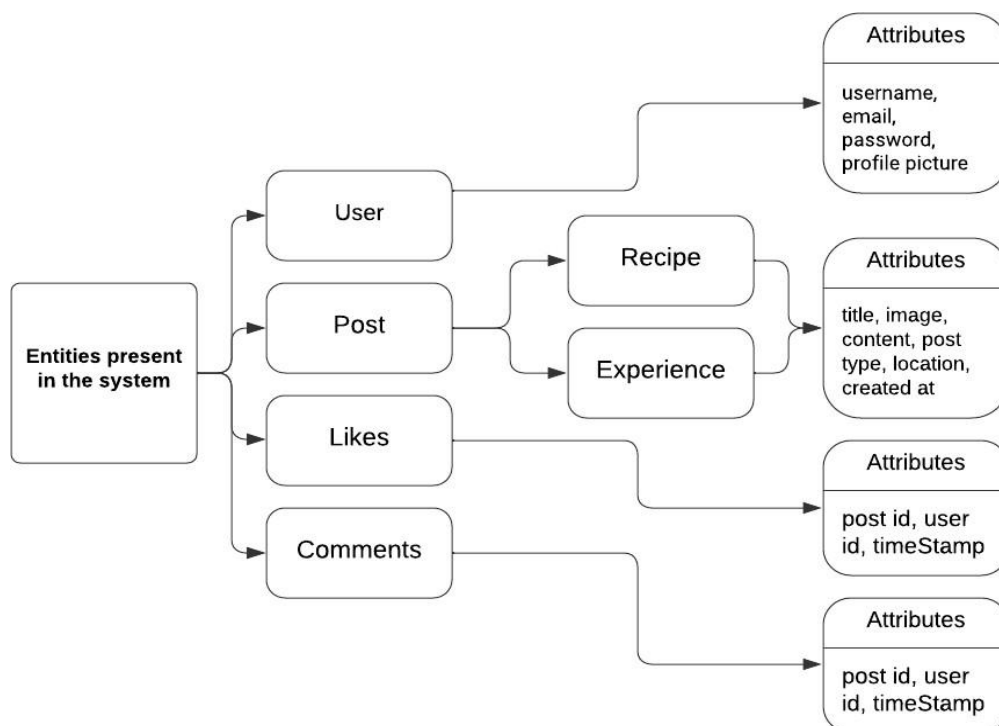 Attributes
username,
email,
password,
profile picture
User
Recipe
Attributes
title, image,
content, post
type, location,
created at
Post
Experience
Entities present
in the system
Likes
Attributes
post id, user
id, timeStamp
Comments
Attributes
post id, user
id, timeStamp